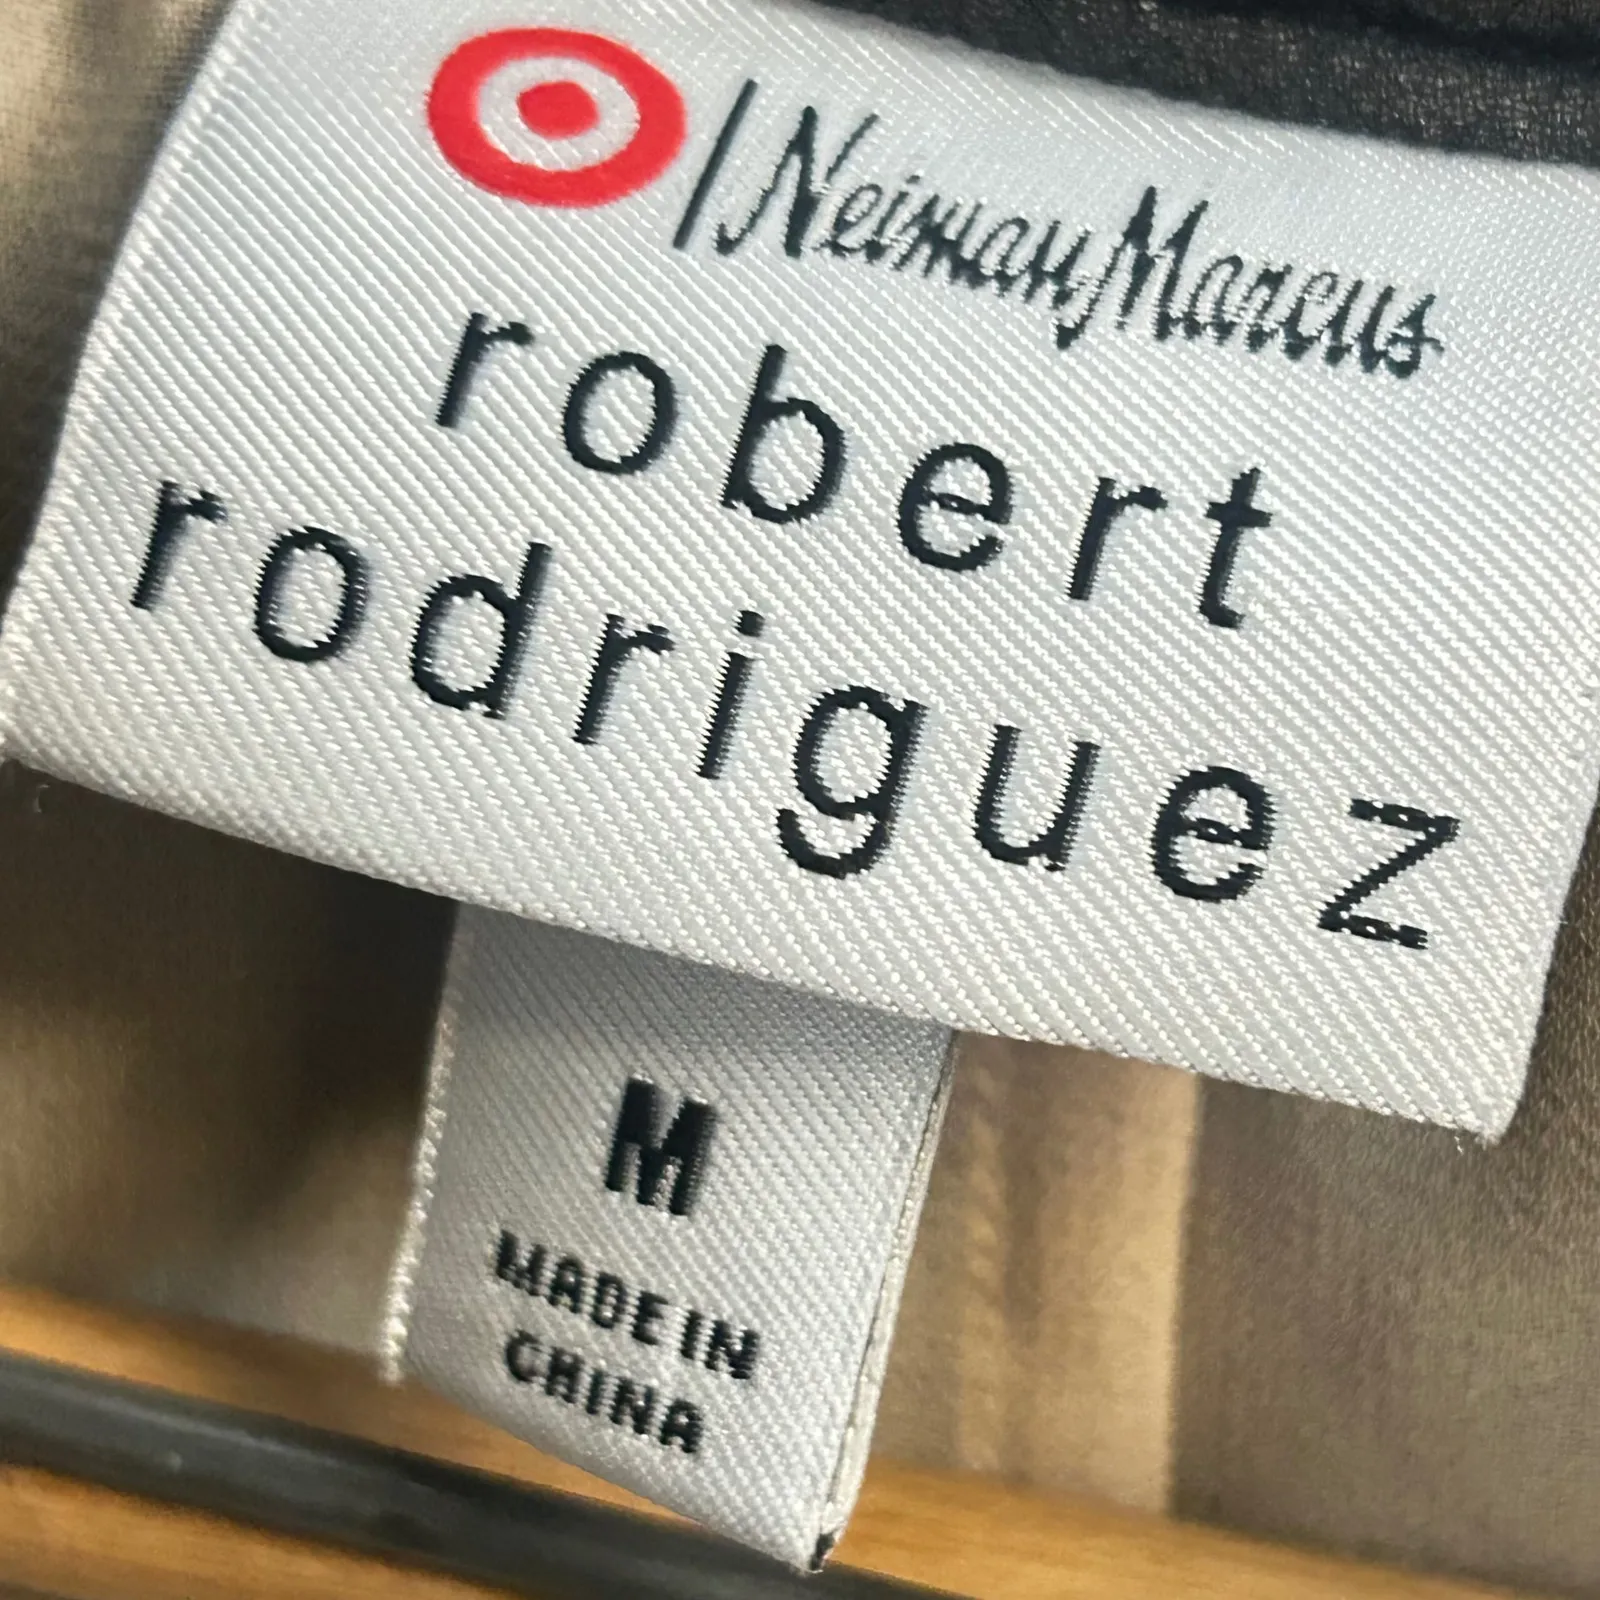 | Neiman Marcus
robert
rodriguez
M
MADE IN
CHINA